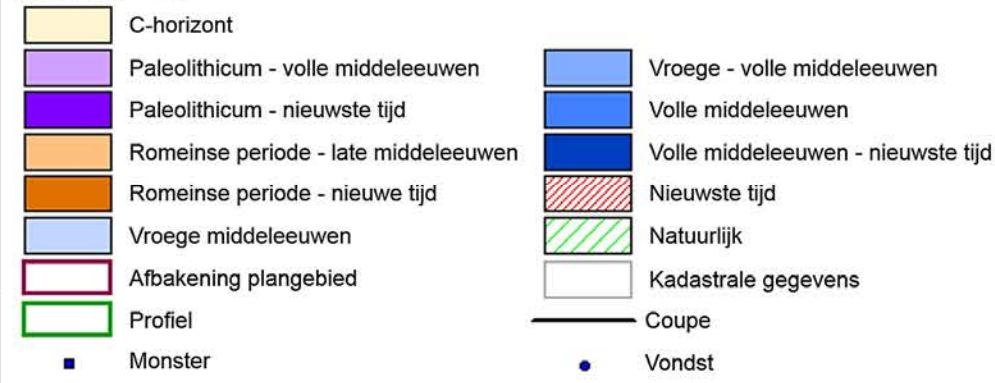 C-horizont
Paleolithicum - volle middeleeuwen
Paleolithicum - nieuwste tijd
Romeinse periode - late middeleeuwen
Romeinse periode - nieuwe tijd
Vroege middeleeuwen
Afbakening plangebied
Profiel
Monster
Vroege - volle middeleeuwen
Volle middeleeuwen
Volle middeleeuwen - nieuwste tijd
Nieuwste tijd
Natuurlijk
Kadastrale gegevens
Coupe
Vondst